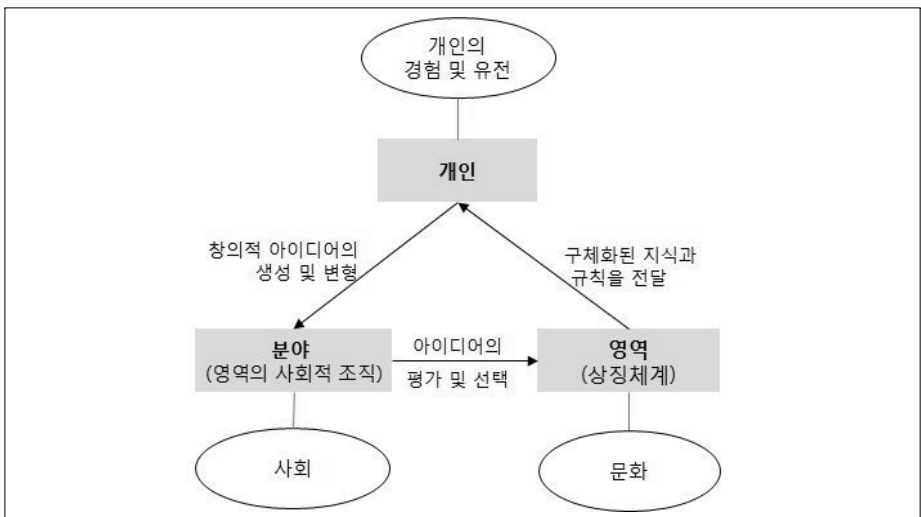 개인의
경험 및 유전
개인
창의적 아이디어의
생성 및 변형
구체화된 지식과
규칙을 전달
분야
(영역의 사회적 조직)
아이디어의
평가 및 선택
영역
(상징체계)
사회
문화